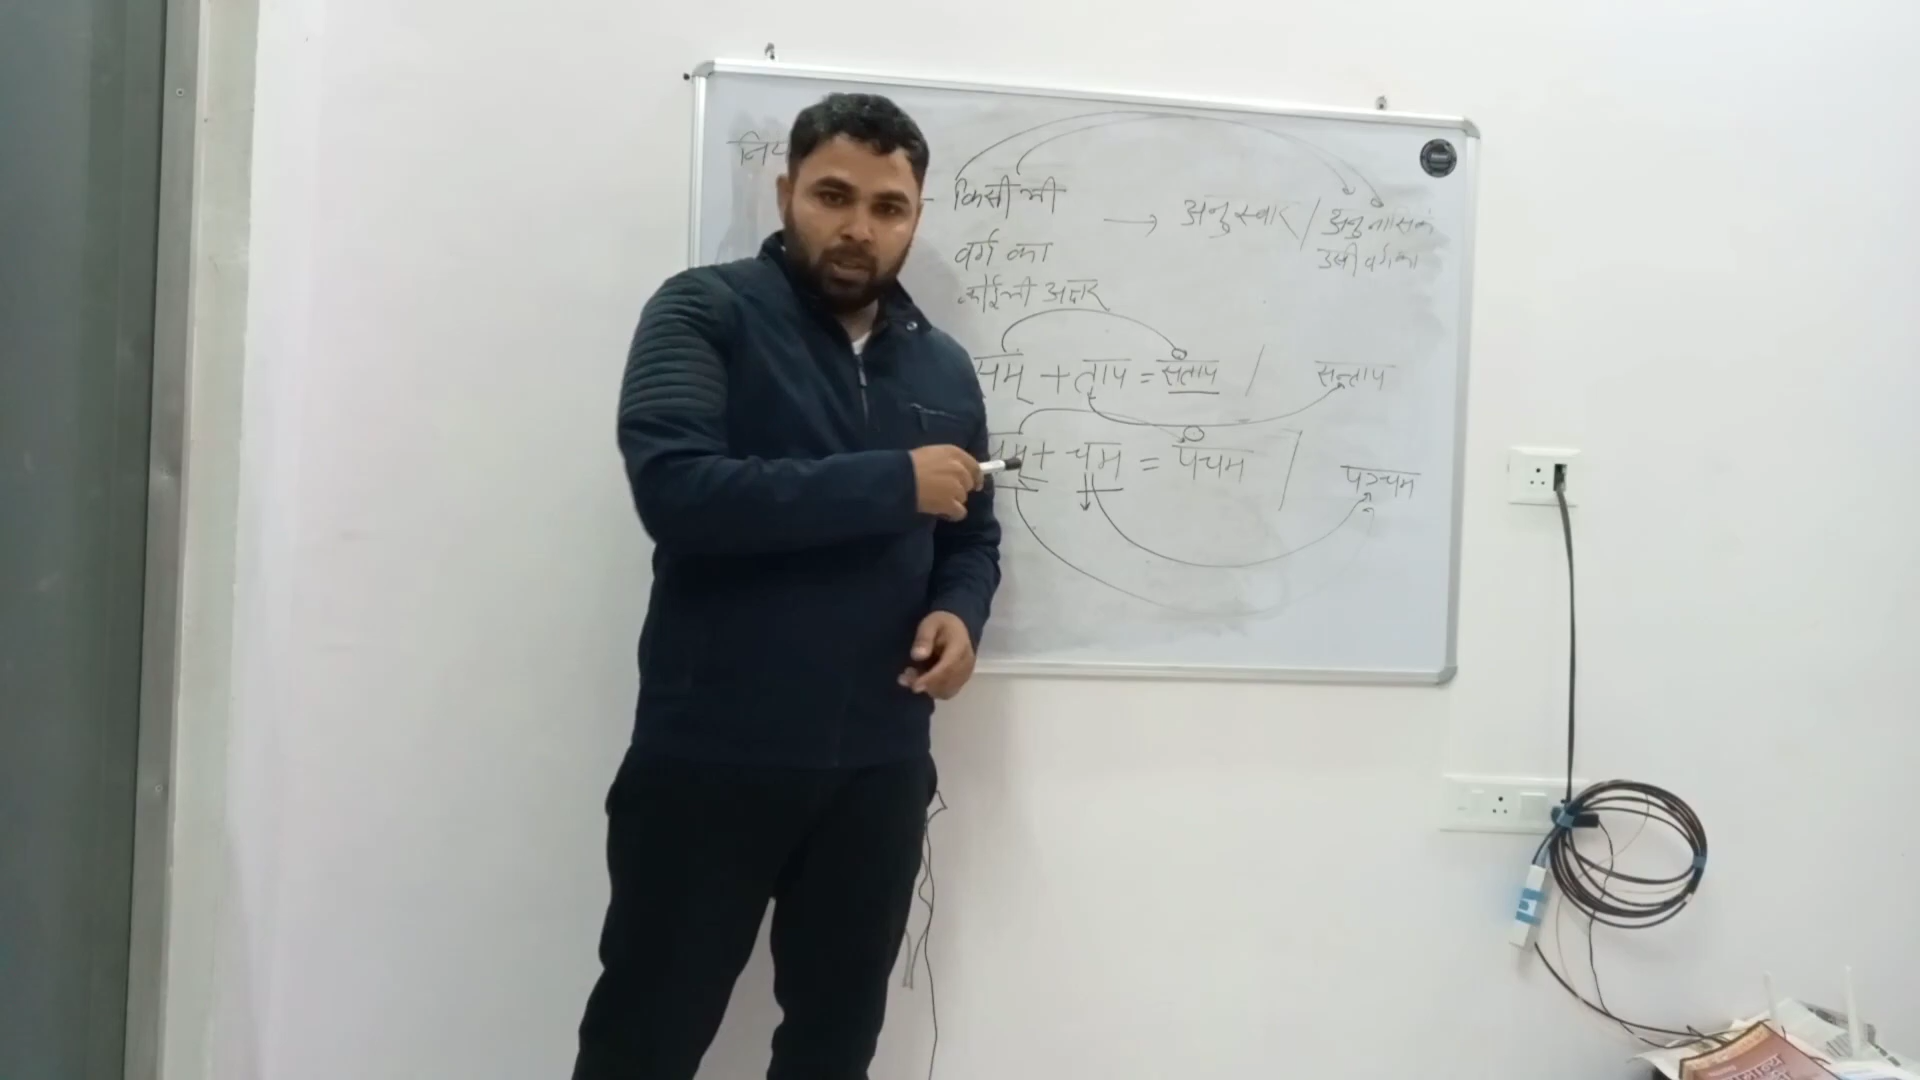 किसी भी → अनुस्वार / अनुनासिक
वर्ग का उसी वर्ग का
कोई भी अक्षर
सम् + ताप = संताप / सन्ताप
+ चम = पंचम / पञ्चम